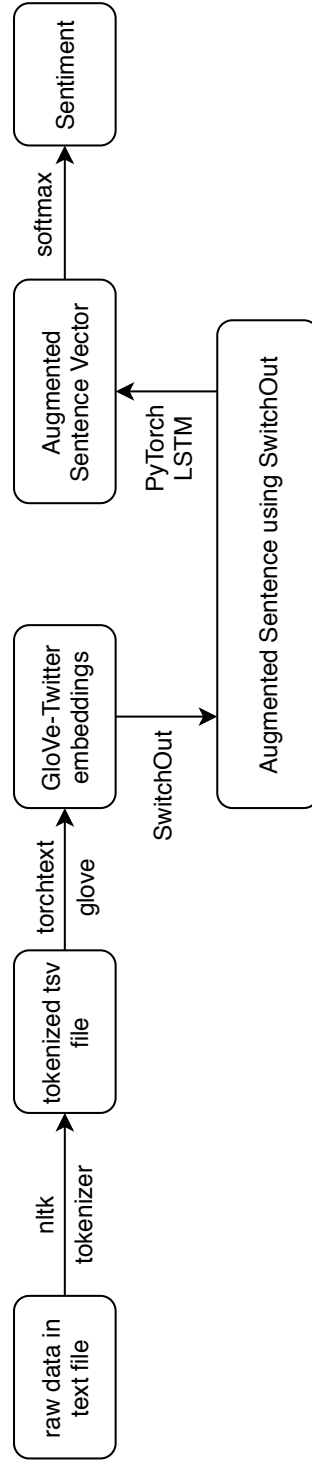 raw data in
text file
nltk
tokenizer
tokenized tsv
file
torchtext
glove
GloVe-Twitter
embeddings
SwitchOut
Augmented Sentence using SwitchOut
PyTorch
LSTM
Augmented
Sentence Vector
softmax
Sentiment